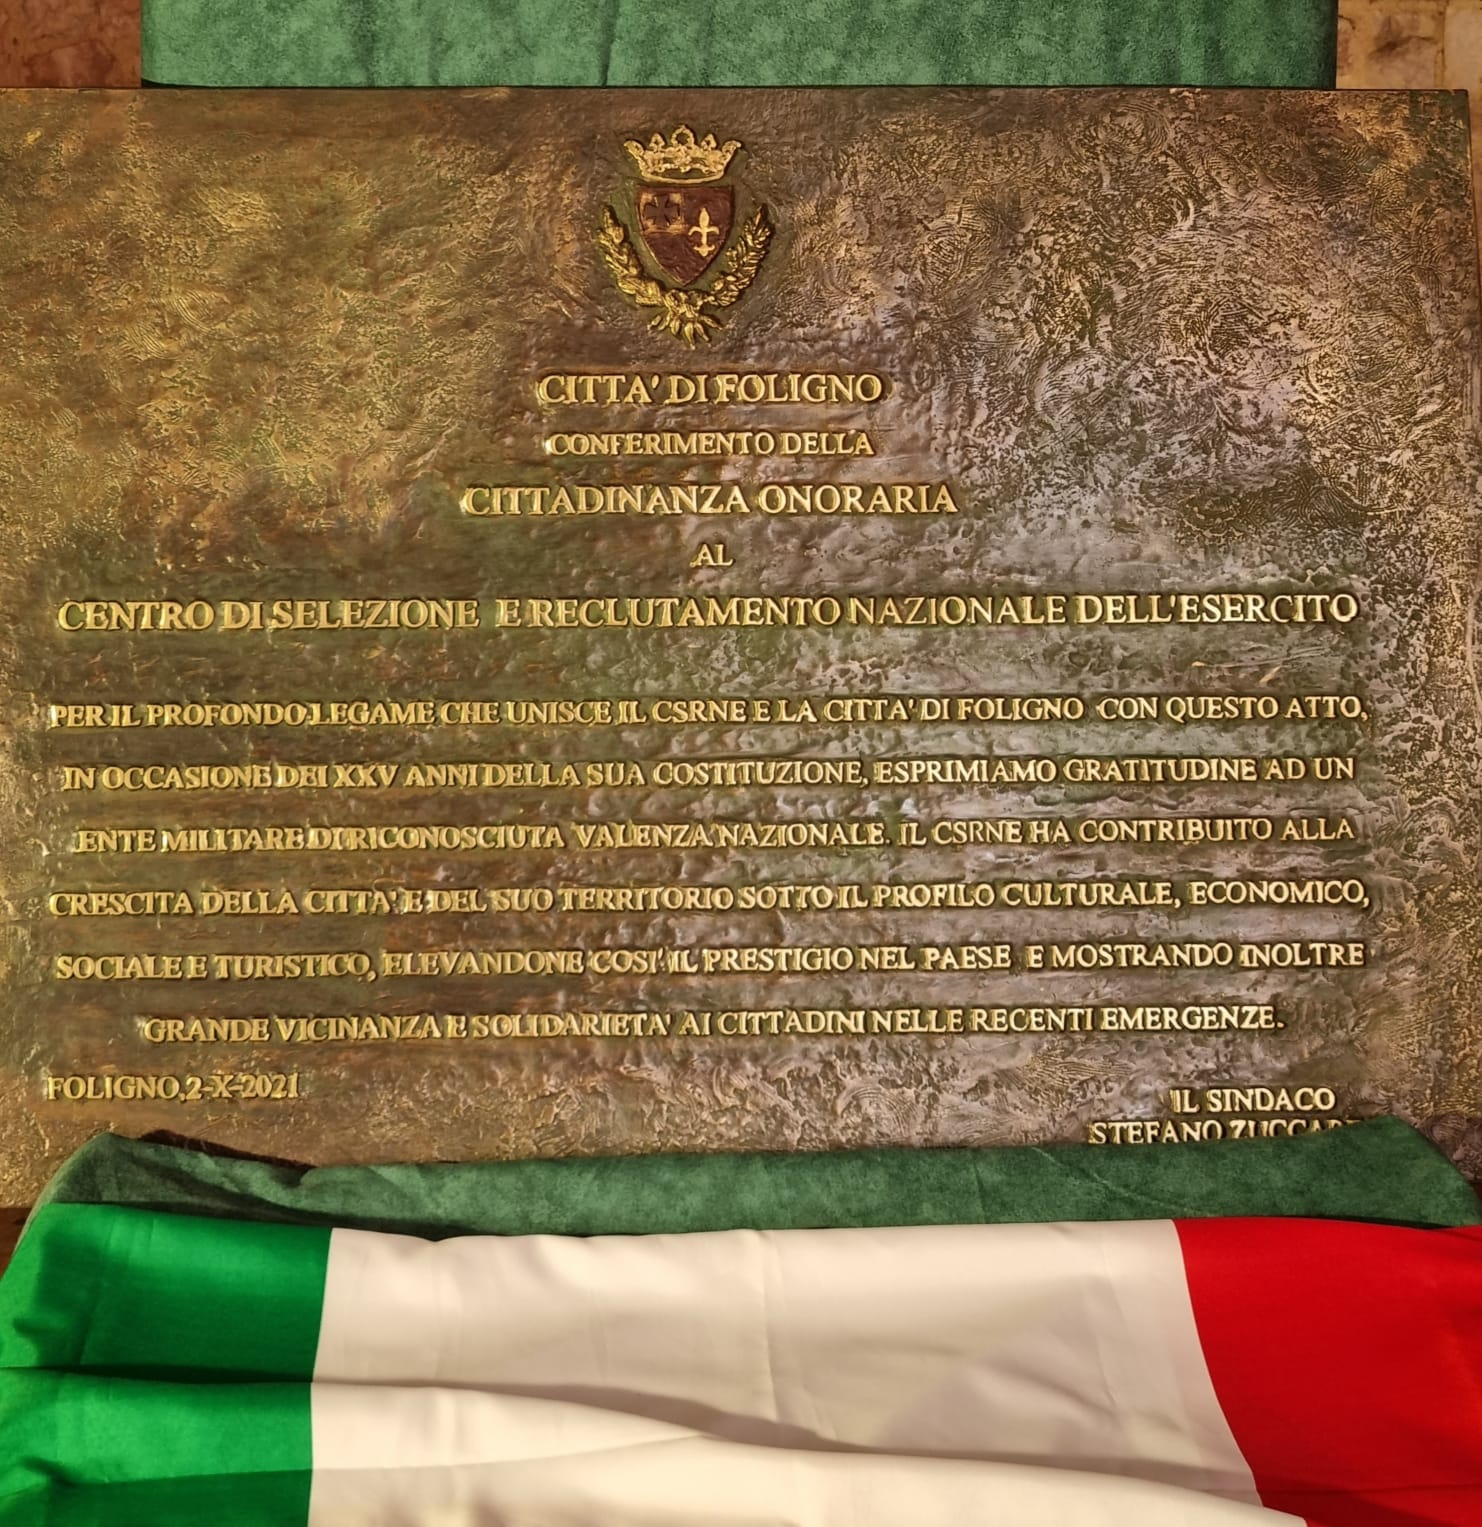 CITTA' DI FOLIGNO
CONFERIMENTO DELLA
CITTADINANZA ONORARIA
AL
CENTRO DI SELEZIONE E RECLUTAMENTO NAZIONALE DELL'ESERCITO
PER IL PROFONDO LEGAME CHE UNISCE IL CSRNE E LA CITTA' DI FOLIGNO CON QUESTO ATTO,
IN OCCASIONE DEI XXV ANNI DELLA SUA COSTITUZIONE, ESPRIMIAMO GRATITUDINE AD UN
ENTE MILITARE DI RICONOSCIUTA VALENZA NAZIONALE. IL CSRNE HA CONTRIBUITO ALLA
CRESCITA DELLA CITTA' E DEL SUO TERRITORIO SOTTO IL PROFILO CULTURALE, ECONOMICO,
SOCIALE E TURISTICO, ELEVANDONE COSI' IL PRESTIGIO NEL PAESE E MOSTRANDO INOLTRE
GRANDE VICINANZA E SOLIDARIETA' AI CITTADINI NELLE RECENTI EMERGENZE.
FOLIGNO,2-X-2021
IL SINDACO
STEFANO